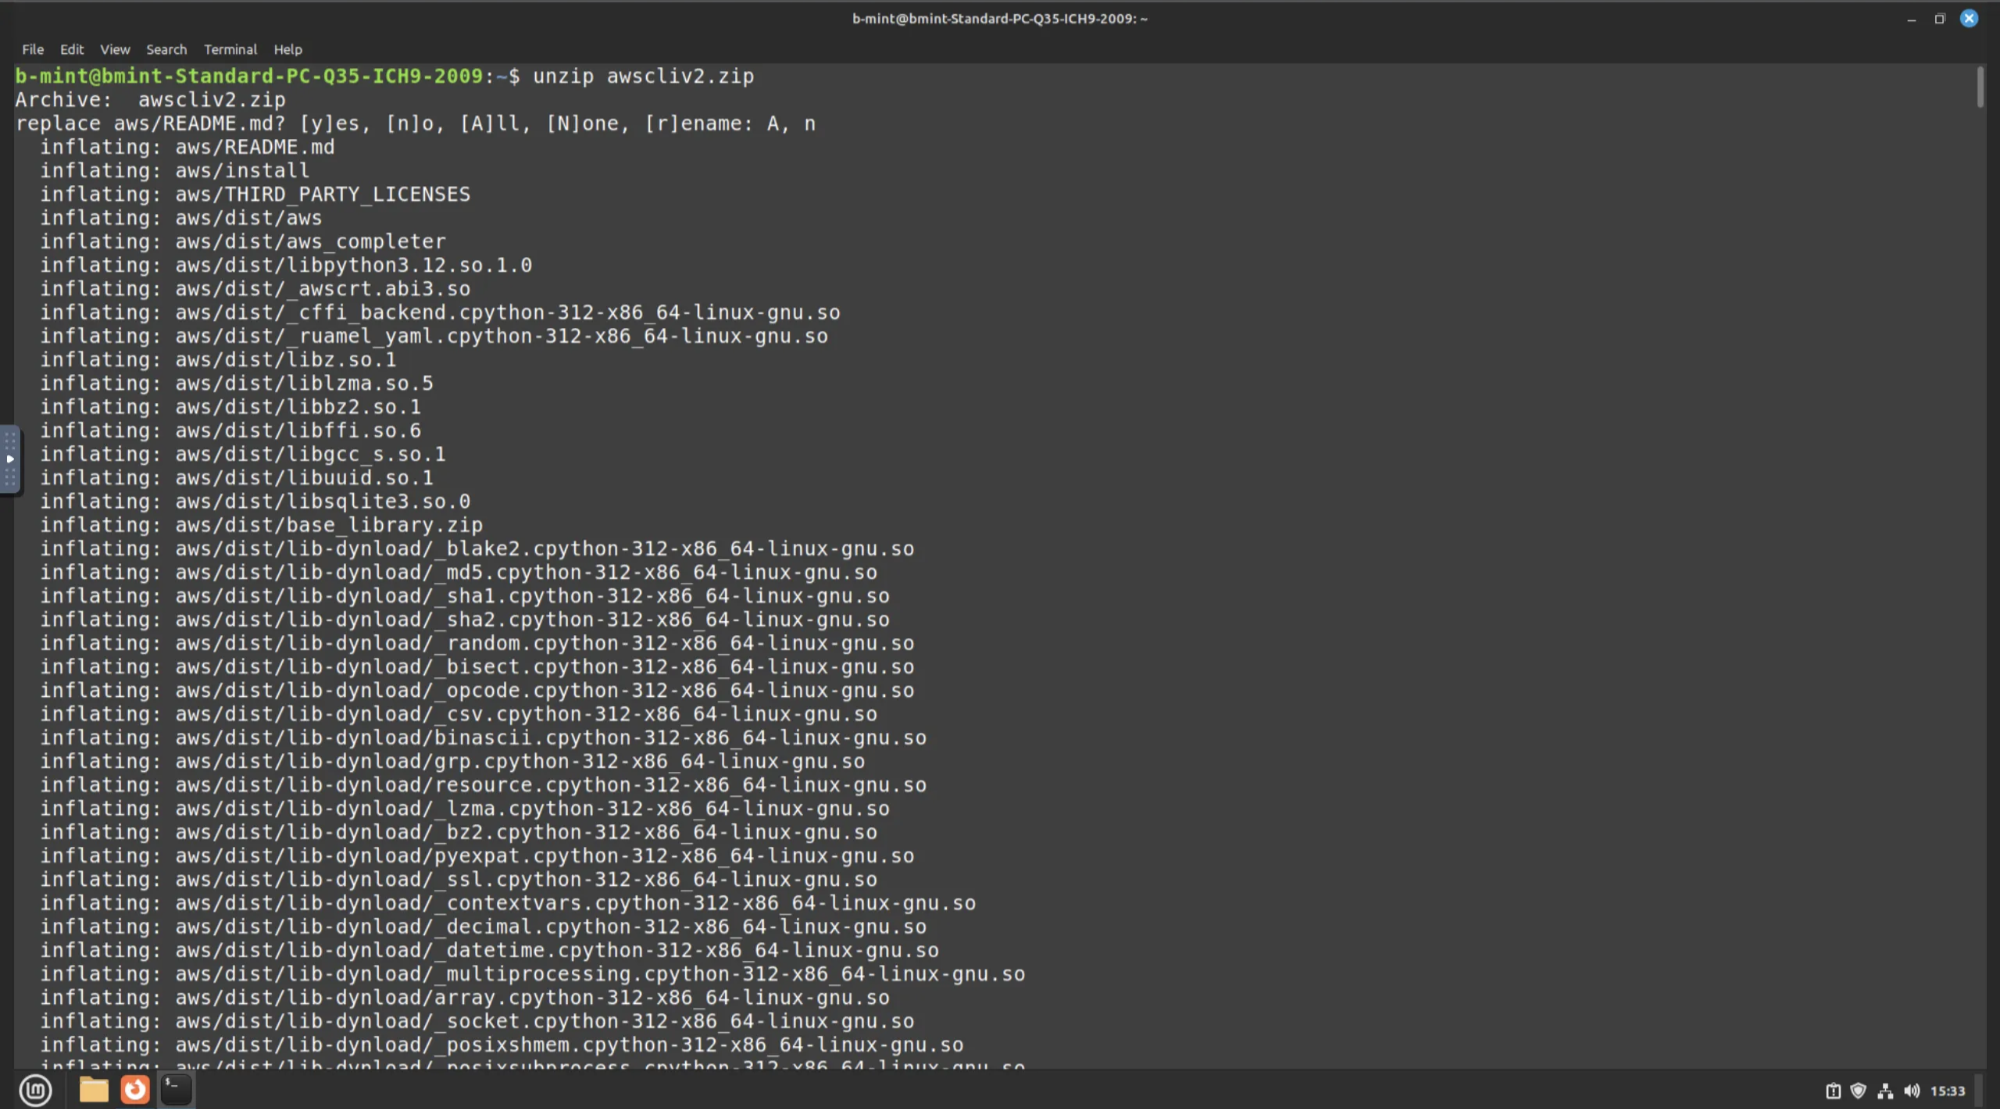 b-mint@bmint-Standard-PC-Q35-ICH9-2009: ~
File Edit View Search Terminal Help
b-mint@bmint-Standard-PC-Q35-ICH9-2009:~$ unzip awscliv2.zip
Archive:  awscliv2.zip
replace aws/README.md? [y]es, [n]o, [A]ll, [N]one, [r]ename: A, n
  inflating: aws/README.md
  inflating: aws/install
  inflating: aws/THIRD_PARTY_LICENSES
  inflating: aws/dist/aws
  inflating: aws/dist/aws_completer
  inflating: aws/dist/libpython3.12.so.1.0
  inflating: aws/dist/_awscrt.abi3.so
  inflating: aws/dist/_cffi_backend.cpython-312-x86_64-linux-gnu.so
  inflating: aws/dist/_ruamel_yaml.cpython-312-x86_64-linux-gnu.so
  inflating: aws/dist/libz.so.1
  inflating: aws/dist/liblzma.so.5
  inflating: aws/dist/libbz2.so.1
  inflating: aws/dist/libffi.so.6
  inflating: aws/dist/libgcc_s.so.1
  inflating: aws/dist/libuuid.so.1
  inflating: aws/dist/libsqlite3.so.0
  inflating: aws/dist/base_library.zip
  inflating: aws/dist/lib-dynload/_blake2.cpython-312-x86_64-linux-gnu.so
  inflating: aws/dist/lib-dynload/_md5.cpython-312-x86_64-linux-gnu.so
  inflating: aws/dist/lib-dynload/_sha1.cpython-312-x86_64-linux-gnu.so
  inflating: aws/dist/lib-dynload/_sha2.cpython-312-x86_64-linux-gnu.so
  inflating: aws/dist/lib-dynload/_random.cpython-312-x86_64-linux-gnu.so
  inflating: aws/dist/lib-dynload/_bisect.cpython-312-x86_64-linux-gnu.so
  inflating: aws/dist/lib-dynload/_opcode.cpython-312-x86_64-linux-gnu.so
  inflating: aws/dist/lib-dynload/_csv.cpython-312-x86_64-linux-gnu.so
  inflating: aws/dist/lib-dynload/binascii.cpython-312-x86_64-linux-gnu.so
  inflating: aws/dist/lib-dynload/grp.cpython-312-x86_64-linux-gnu.so
  inflating: aws/dist/lib-dynload/resource.cpython-312-x86_64-linux-gnu.so
  inflating: aws/dist/lib-dynload/_lzma.cpython-312-x86_64-linux-gnu.so
  inflating: aws/dist/lib-dynload/_bz2.cpython-312-x86_64-linux-gnu.so
  inflating: aws/dist/lib-dynload/pyexpat.cpython-312-x86_64-linux-gnu.so
  inflating: aws/dist/lib-dynload/_ssl.cpython-312-x86_64-linux-gnu.so
  inflating: aws/dist/lib-dynload/_contextvars.cpython-312-x86_64-linux-gnu.so
  inflating: aws/dist/lib-dynload/_decimal.cpython-312-x86_64-linux-gnu.so
  inflating: aws/dist/lib-dynload/_datetime.cpython-312-x86_64-linux-gnu.so
  inflating: aws/dist/lib-dynload/_multiprocessing.cpython-312-x86_64-linux-gnu.so
  inflating: aws/dist/lib-dynload/array.cpython-312-x86_64-linux-gnu.so
  inflating: aws/dist/lib-dynload/_socket.cpython-312-x86_64-linux-gnu.so
  inflating: aws/dist/lib-dynload/_posixshmem.cpython-312-x86_64-linux-gnu.so
  inflating: aws/dist/lib-dynload/_posixsubprocess.cpython-312-x86_64-linux-gnu.so
15:33